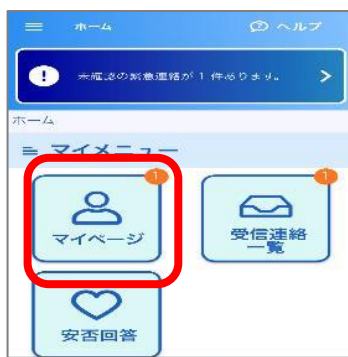 ホーム
ヘルプ
未確認の緊急連絡が 1 件あります。
ホーム
マイメニュー
1
マイページ
1
受信連絡
一覧
安否回答